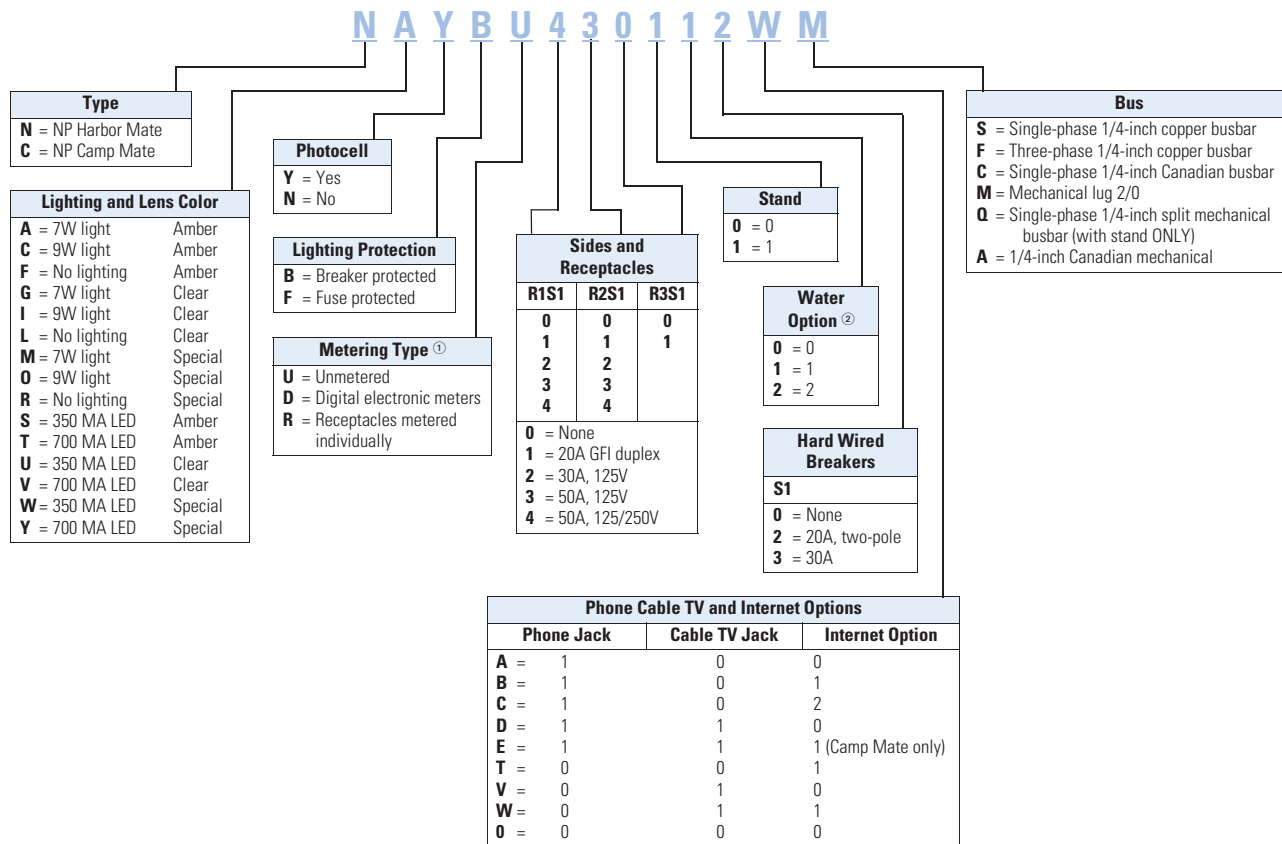 N A Y B U 4 3 0 1 1 2 W M
Type
N = NP Harbor Mate
C = NP Camp Mate
Lighting and Lens Color
A = 7W light Amber
C = 9W light Amber
F = No lighting Amber
G = 7W light Clear
I = 9W light Clear
L = No lighting Clear
M = 7W light Special
O = 9W light Special
R = No lighting Special
S = 350 MA LED Amber
T = 700 MA LED Amber
U = 350 MA LED Clear
V = 700 MA LED Clear
W = 350 MA LED Special
Y = 700 MA LED Special
Photocell
Y = Yes
N = No
Lighting Protection
B = Breaker protected
F = Fuse protected
Metering Type ①
U = Unmetered
D = Digital electronic meters
R = Receptacles metered
individually
Sides and
Receptacles
R1S1 R2S1 R3S1
0 0 0
1 1 1
2 2
3 3
4 4
0 = None
1 = 20A GFI duplex
2 = 30A, 125V
3 = 50A, 125V
4 = 50A, 125/250V
Stand
0 = 0
1 = 1
Water
Option ②
0 = 0
1 = 1
2 = 2
Hard Wired
Breakers
S1
0 = None
2 = 20A, two-pole
3 = 30A
Bus
S = Single-phase 1/4-inch copper busbar
F = Three-phase 1/4-inch copper busbar
C = Single-phase 1/4-inch Canadian busbar
M = Mechanical lug 2/0
Q = Single-phase 1/4-inch split mechanical
busbar (with stand ONLY)
A = 1/4-inch Canadian mechanical
Phone Cable TV and Internet Options
Phone Jack Cable TV Jack Internet Option
A = 1 0 0
B = 1 0 1
C = 1 0 2
D = 1 1 0
E = 1 1 1 (Camp Mate only)
T = 0 0 1
V = 0 1 0
W = 0 1 1
0 = 0 0 0